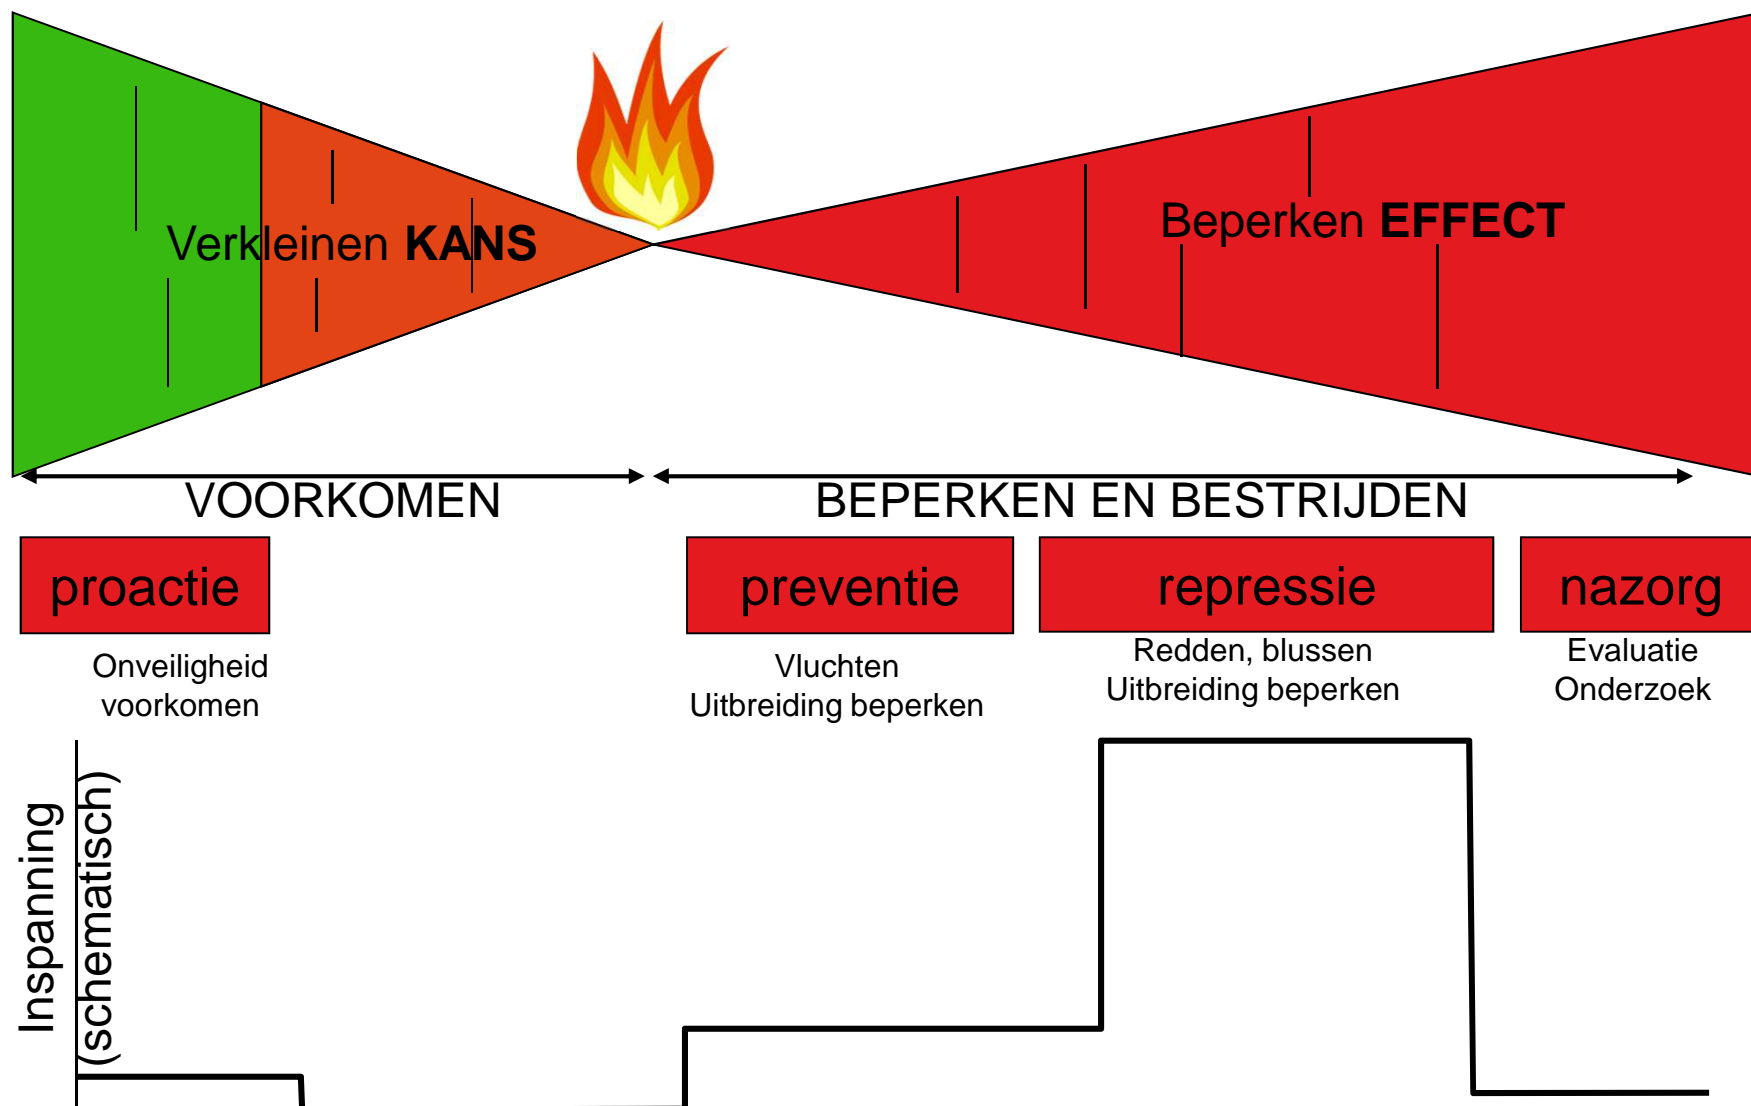 Verkleinen KANS
Beperken EFFECT
VOORKOMEN
BEPERKEN EN BESTRIJDEN
proactie
preventie
repressie
nazorg
Onveiligheid
voorkomen
Vluchten
Uitbreiding beperken
Redden, blussen
Uitbreiding beperken
Evaluatie
Onderzoek
Inspanning
(schematisch)